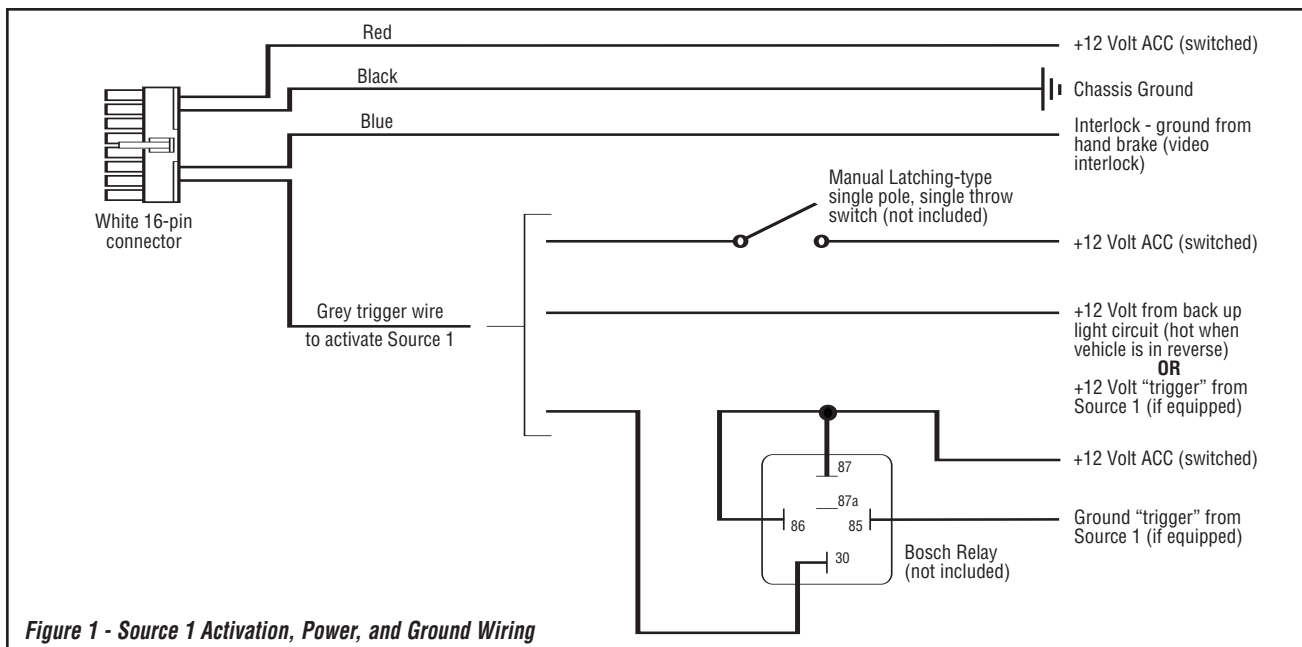 Red
+12 Volt ACC (switched)
Black
Chassis Ground
Blue
Interlock - ground from
hand brake (video
interlock)
White 16-pin
connector
Manual Latching-type
single pole, single throw
switch (not included)
+12 Volt ACC (switched)
Grey trigger wire
to activate Source 1
+12 Volt from back up
light circuit (hot when
vehicle is in reverse)
OR
+12 Volt “trigger” from
Source 1 (if equipped)
+12 Volt ACC (switched)
87
87a
86
85
30
Ground “trigger” from
Source 1 (if equipped)
Bosch Relay
(not included)
Figure 1 - Source 1 Activation, Power, and Ground Wiring